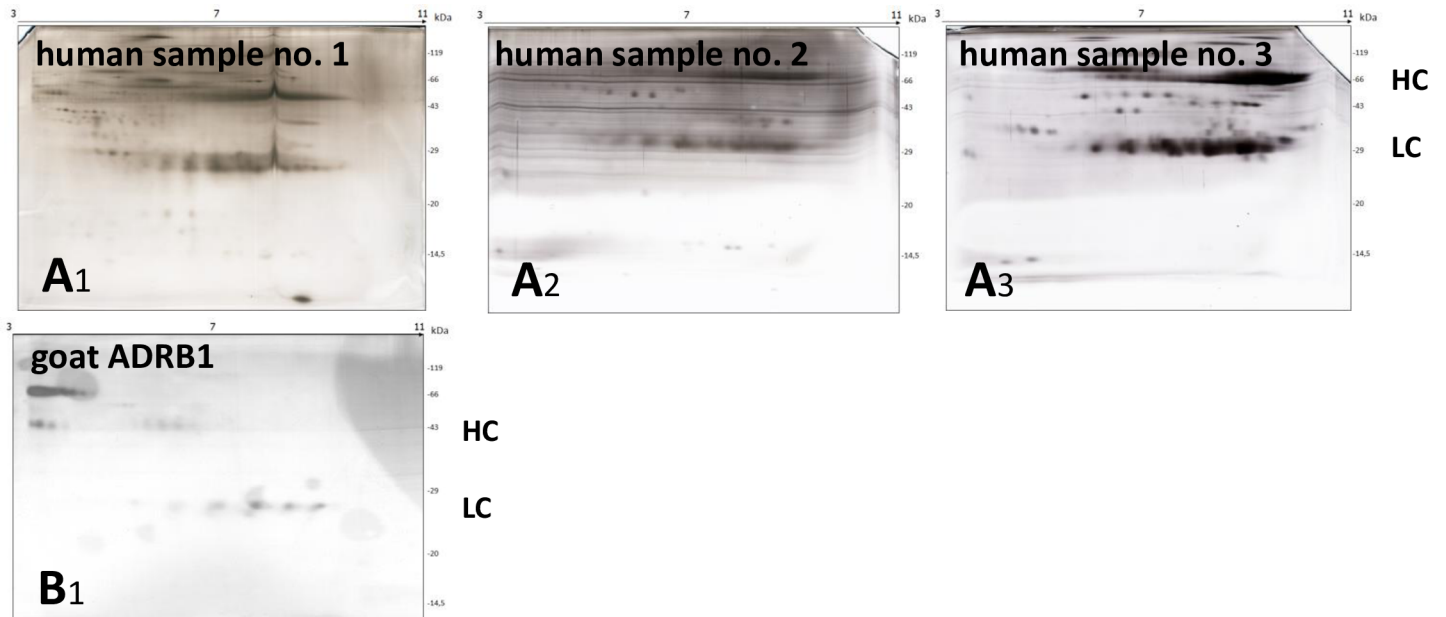 3 7 11 kDa
human sample no. 1
-119
-66
-43
-29
-20
-14,5
A1
3 7 11 kDa
human sample no. 2
-119
-66
-43
-29
-20
-14,5
A2
3 7 11 kDa
human sample no. 3
-119
-66
-43
-29
-20
-14,5
A3
HC
LC
3 7 11 kDa
goat ADRB1
-119
-66
-43
-29
-20
-14,5
B1
HC
LC